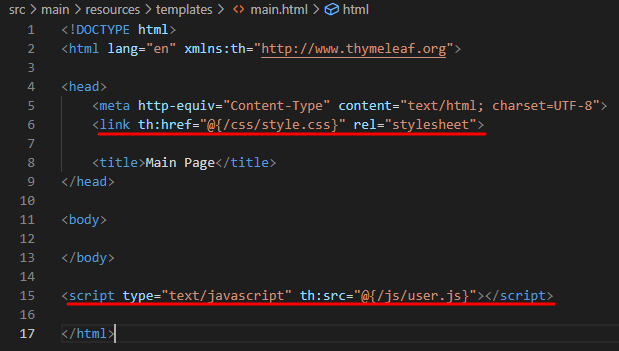 src > main > resources > templates > <> main.html > html
1 <!DOCTYPE html>
2 <html lang="en" xmlns:th="http://www.thymeleaf.org">
3
4 <head>
5 <meta http-equiv="Content-Type" content="text/html; charset=UTF-8">
6 <link th:href="@{/css/style.css}" rel="stylesheet">
7
8 <title>Main Page</title>
9 </head>
10
11 <body>
12
13 </body>
14
15 <script type="text/javascript" th:src="@{/js/user.js}"></script>
16
17 </html>